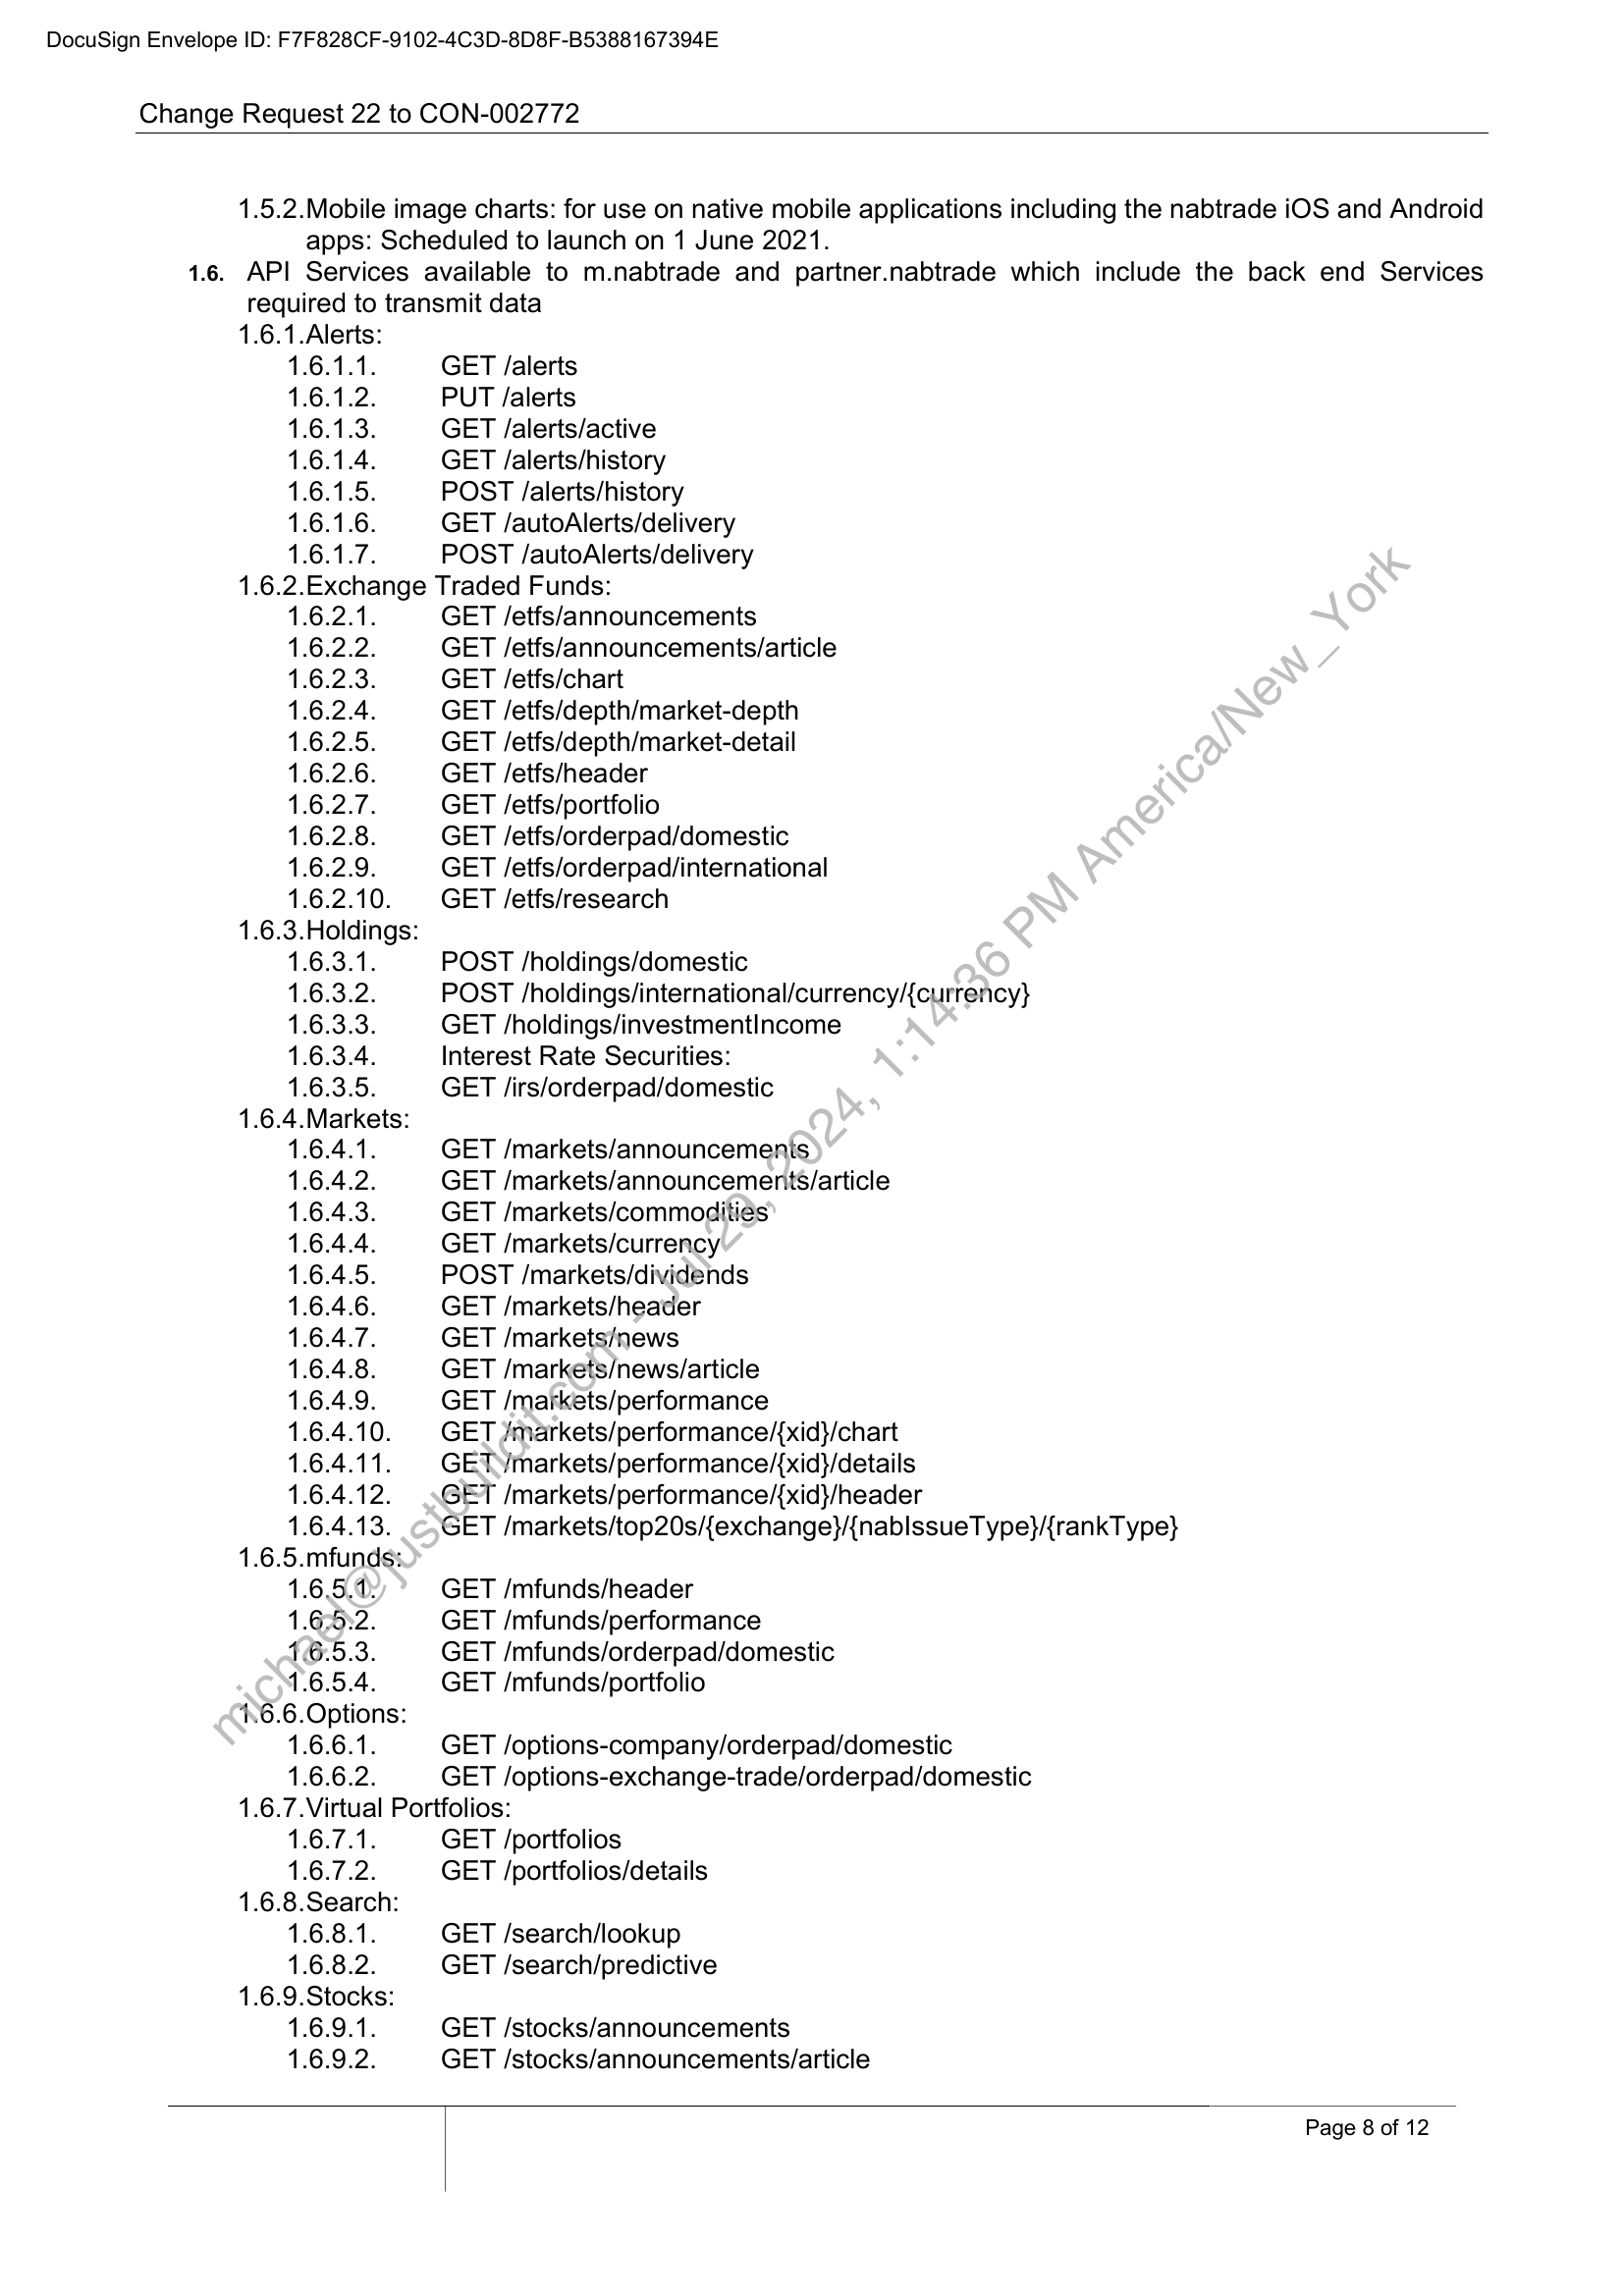 DocuSign Envelope ID: F7F828CF-9102-4C3D-8D8F-B5388167394E
Change Request 22 to CON-002772
1.5.2.Mobile image charts: for use on native mobile applications including the nabtrade iOS and Android
apps: Scheduled to launch on 1 June 2021.
1.6. API Services available to m.nabtrade and partner.nabtrade which include the back end Services
required to transmit data
1.6.1.Alerts:
1.6.1.1. GET /alerts
1.6.1.2. PUT /alerts
1.6.1.3. GET /alerts/active
1.6.1.4. GET /alerts/history
1.6.1.5. POST /alerts/history
1.6.1.6. GET /autoAlerts/delivery
1.6.1.7. POST /autoAlerts/delivery
1.6.2.Exchange Traded Funds:
1.6.2.1. GET /etfs/announcements
1.6.2.2. GET /etfs/announcements/article
1.6.2.3. GET /etfs/chart
1.6.2.4. GET /etfs/depth/market-depth
1.6.2.5. GET /etfs/depth/market-detail
1.6.2.6. GET /etfs/header
1.6.2.7. GET /etfs/portfolio
1.6.2.8. GET /etfs/orderpad/domestic
1.6.2.9. GET /etfs/orderpad/international
1.6.2.10. GET /etfs/research
1.6.3.Holdings:
1.6.3.1. POST /holdings/domestic
1.6.3.2. POST /holdings/international/currency/{currency}
1.6.3.3. GET /holdings/investmentIncome
1.6.3.4. Interest Rate Securities:
1.6.3.5. GET /irs/orderpad/domestic
1.6.4.Markets:
1.6.4.1. GET /markets/announcements
1.6.4.2. GET /markets/announcements/article
1.6.4.3. GET /markets/commodities
1.6.4.4. GET /markets/currency
1.6.4.5. POST /markets/dividends
1.6.4.6. GET /markets/header
1.6.4.7. GET /markets/news
1.6.4.8. GET /markets/news/article
1.6.4.9. GET /markets/performance
1.6.4.10. GET /markets/performance/{xid}/chart
1.6.4.11. GET /markets/performance/{xid}/details
1.6.4.12. GET /markets/performance/{xid}/header
1.6.4.13. GET /markets/top20s/{exchange}/{nabIssueType}/{rankType}
1.6.5.mfunds:
1.6.5.1. GET /mfunds/header
1.6.5.2. GET /mfunds/performance
1.6.5.3. GET /mfunds/orderpad/domestic
1.6.5.4. GET /mfunds/portfolio
1.6.6.Options:
1.6.6.1. GET /options-company/orderpad/domestic
1.6.6.2. GET /options-exchange-trade/orderpad/domestic
1.6.7.Virtual Portfolios:
1.6.7.1. GET /portfolios
1.6.7.2. GET /portfolios/details
1.6.8.Search:
1.6.8.1. GET /search/lookup
1.6.8.2. GET /search/predictive
1.6.9.Stocks:
1.6.9.1. GET /stocks/announcements
1.6.9.2. GET /stocks/announcements/article
michael@justbuildit.com - Jul 29, 2024, 1:14:36 PM America/New_York
Page 8 of 12